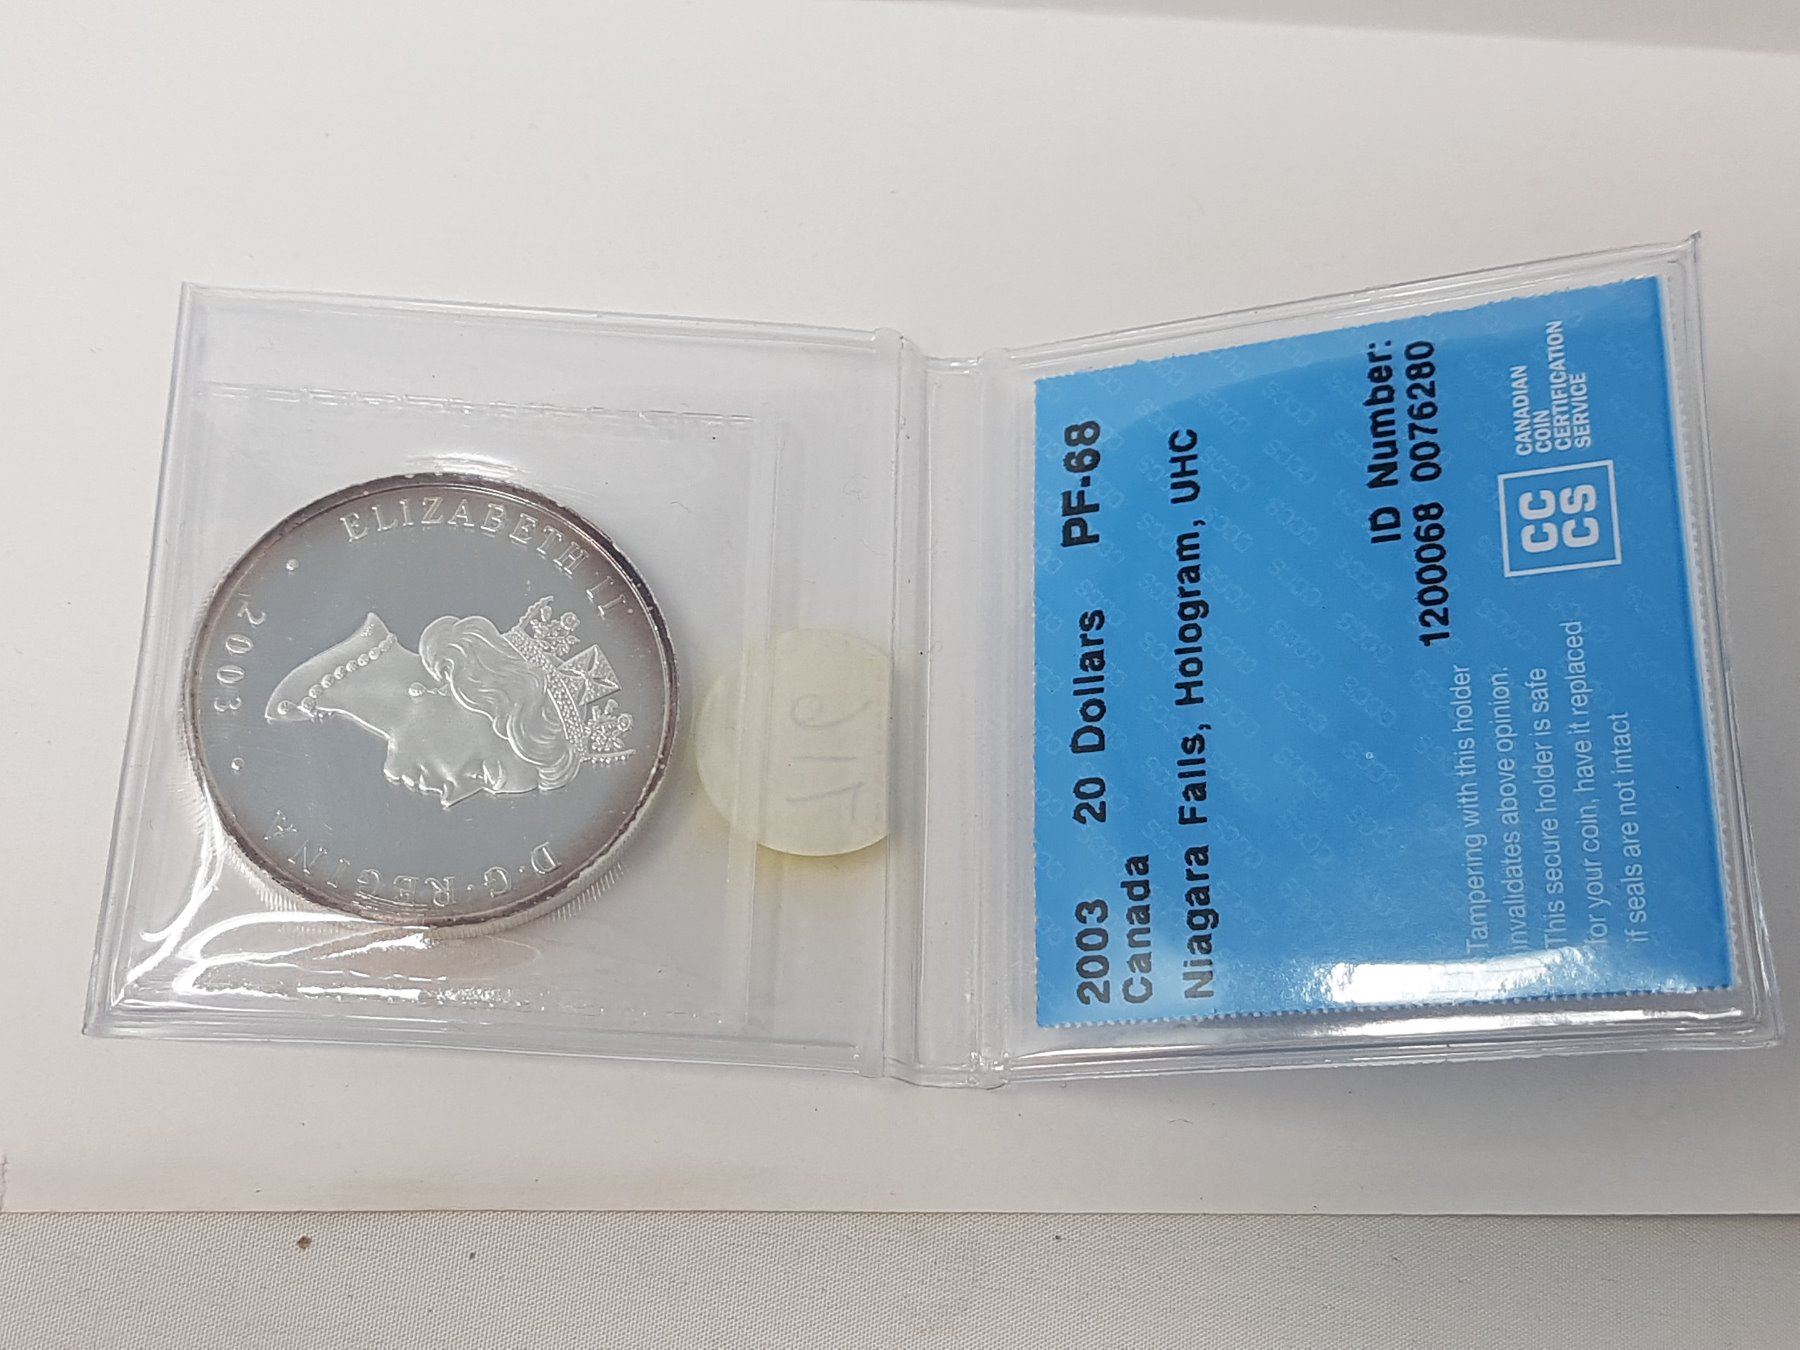 ELIZABETH II
D·G·REGINA
2003
2003 20 Dollars PF-68
Canada
Niagara Falls, Hologram, UHC
ID Number:
1200068 0076280
Tampering with this holder
invalidates above opinion.
This secure holder is safe
for your coin, have it replaced
if seals are not intact
CC
CS
CANADIAN
COIN
CERTIFICATION
SERVICE